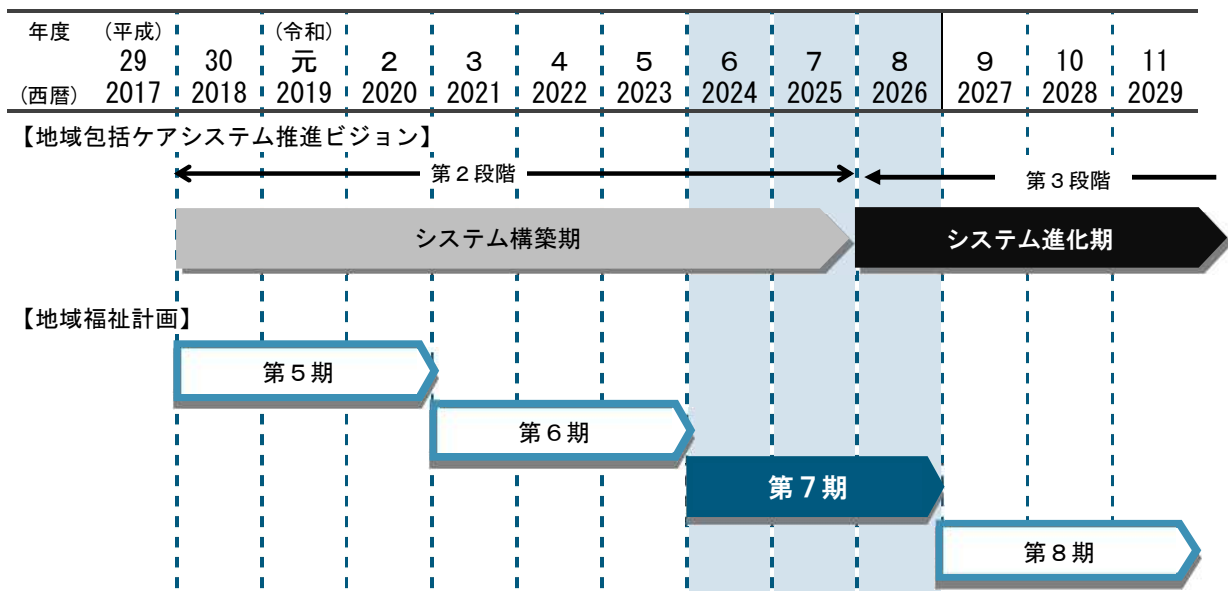 年度 (平成) (令和)
29 30 元 2 3 4 5 6 7 8 9 10 11
(西暦) 2017 2018 2019 2020 2021 2022 2023 2024 2025 2026 2027 2028 2029
【地域包括ケアシステム推進ビジョン】
第2段階 第3段階
システム構築期 システム進化期
【地域福祉計画】
第5期
第6期
第7期
第8期